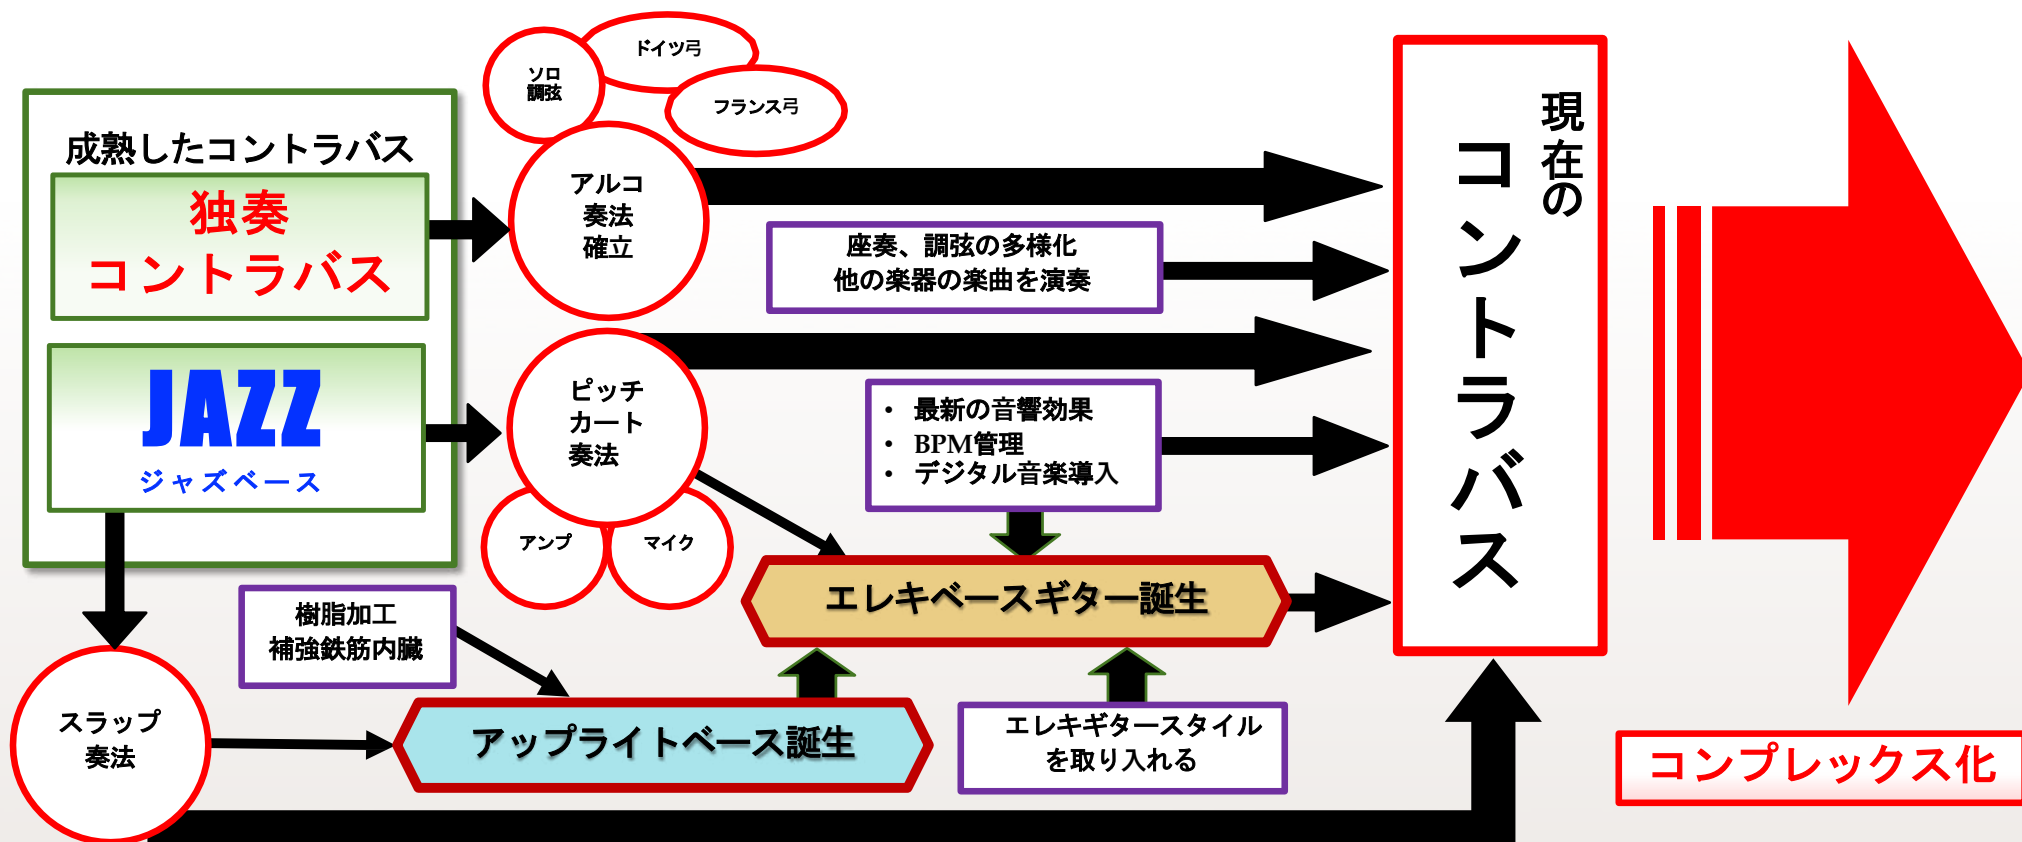 ドイツ弓
ソロ
調弦
フランス弓
成熟したコントラバス
独奏
コントラバス
アルコ
奏法
確立
座奏、調弦の多様化
他の楽器の楽曲を演奏
現在の
コントラバス
JAZZ
ジャズベース
ピッチ
カート
奏法
• 最新の音響効果
• BPM管理
• デジタル音楽導入
アンプ
マイク
エレキベースギター誕生
樹脂加工
補強鉄筋内臓
スラップ
奏法
アップライトベース誕生
エレキギタースタイル
を取り入れる
コンプレックス化